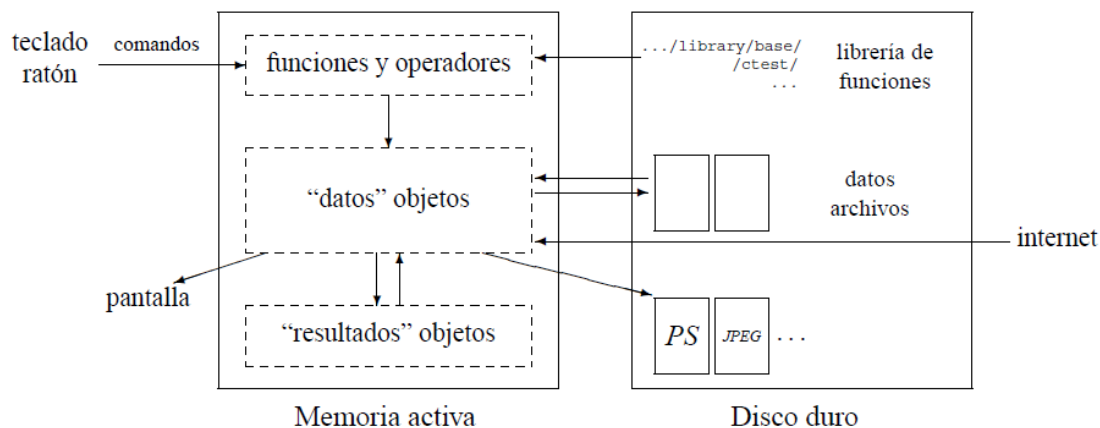 teclado
ratón
comandos
funciones y operadores
.../library/base/
/ctest/
...
librería de
funciones
“datos” objetos
datos
archivos
internet
pantalla
“resultados” objetos
PS
JPEG
...
Memoria activa
Disco duro